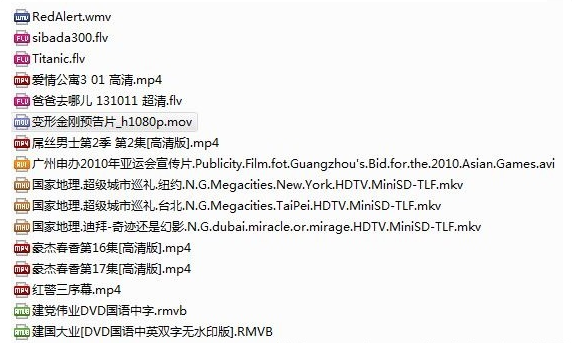 RedAlert.wmv
sibada300.flv
Titanic.flv
爱情公寓3 01 高清.mp4
爸爸去哪儿 131011 超清.flv
变形金刚预告片_h1080p.mov
屌丝男士第2季 第2集[高清版].mp4
广州申办2010年亚运会宣传片.Publicity.Film.fot.Guangzhou's.Bid.for.the.2010.Asian.Games.avi
国家地理.超级城市巡礼.纽约.N.G.Megacities.New.York.HDTV.MiniSD-TLF.mkv
国家地理.超级城市巡礼.台北.N.G.Megacities.TaiPei.HDTV.MiniSD-TLF.mkv
国家地理.迪拜-奇迹还是幻影.N.G.dubai.miracle.or.mirage.HDTV.MiniSD-TLF.mkv
豪杰春香第16集[高清版].mp4
豪杰春香第17集[高清版].mp4
红警三序幕.mp4
建党伟业DVD国语中字.rmvb
建国大业[DVD国语中英双字无水印版].RMVB